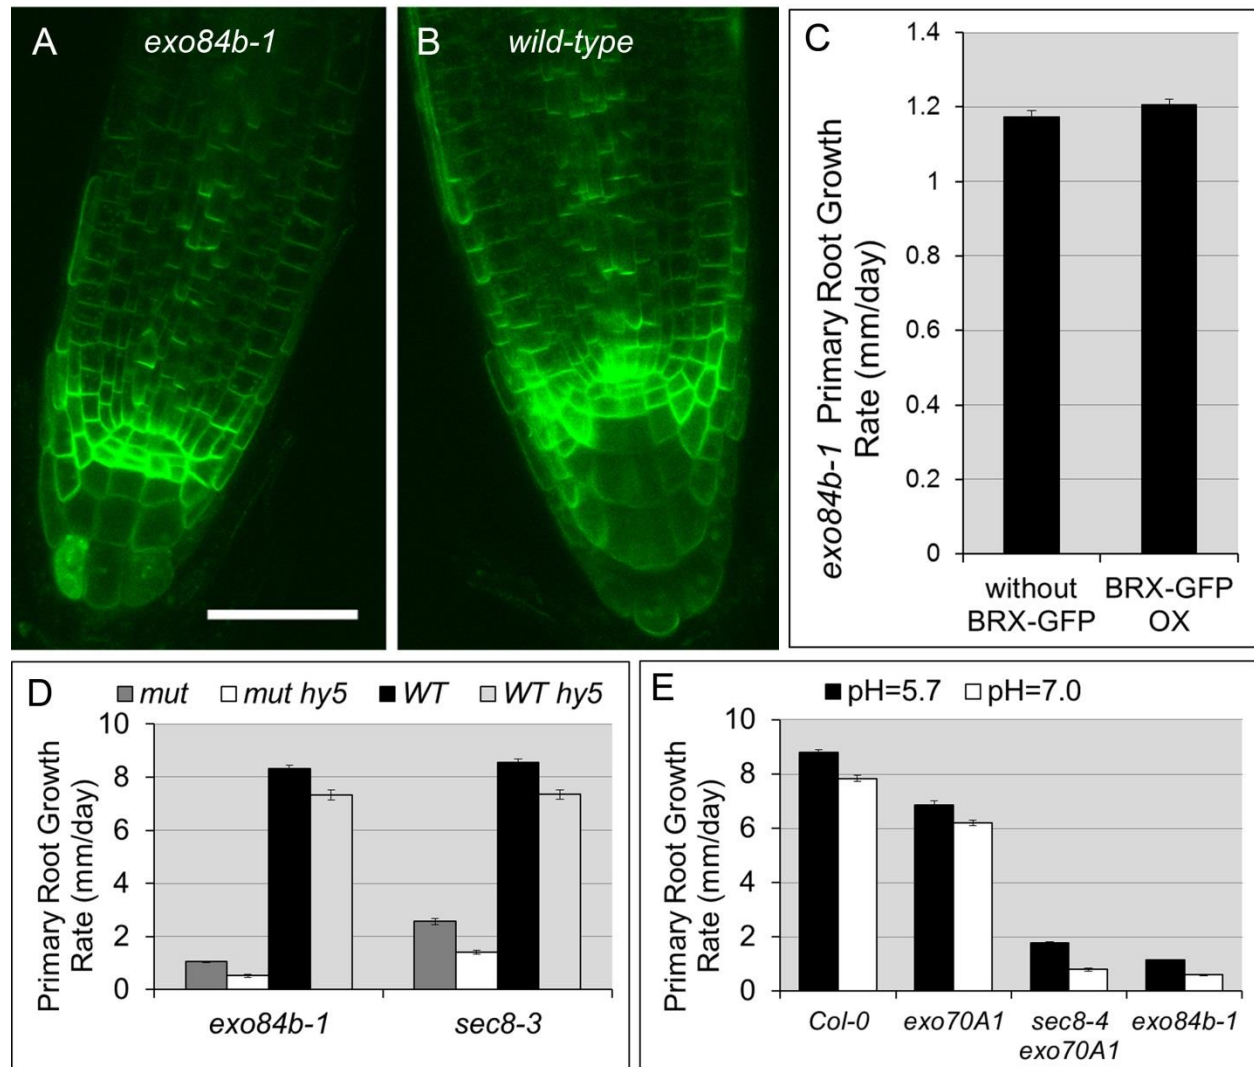 A
exo84b-1
B
wild-type
C
exo84b-1 Primary Root Growth
Rate (mm/day)
1.4
1.2
1
0.8
0.6
0.4
0.2
0
without
BRX-GFP
BRX-GFP
OX
D
mut
mut hy5
WT
WT hy5
Primary Root Growth
Rate (mm/day)
10
8
6
4
2
0
exo84b-1
sec8-3
E
pH=5.7
pH=7.0
Primary Root Growth
Rate (mm/day)
10
8
6
4
2
0
Col-0
exo70A1
sec8-4
exo70A1
exo84b-1